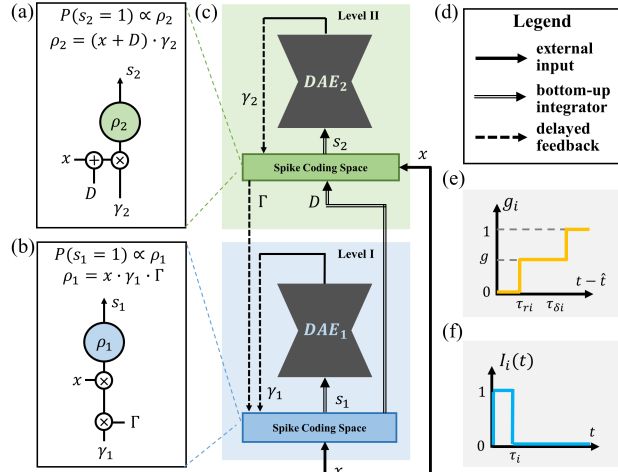 (a)
P(s₂ = 1) ∝ ρ₂
ρ₂ = (x + D) · γ₂
s₂
ρ₂
x
+
×
D
γ₂
(b)
P(s₁ = 1) ∝ ρ₁
ρ₁ = x · γ₁ · Γ
s₁
ρ₁
x
×
×
Γ
γ₁
(c)
Level II
DAE₂
γ₂
s₂
Spike Coding Space
x
Γ
D
Level I
DAE₁
γ₁
s₁
Spike Coding Space
x
(d)
Legend
external
input
bottom-up
integrator
delayed
feedback
(e)
gᵢ
1
g
0
τᵣᵢ
τ_δᵢ
t − t̂
(f)
Iᵢ(t)
1
0
τᵢ
t